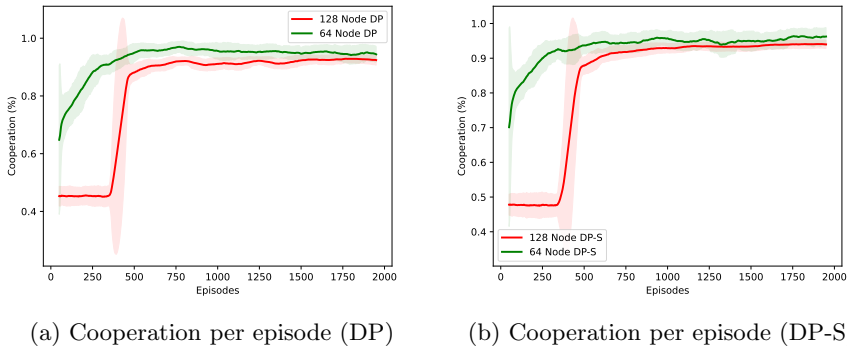 128 Node DP
64 Node DP
Cooperation (%)
1.0
0.8
0.6
0.4
0
250
500
750
1000
1250
1500
1750
2000
Episodes
(a) Cooperation per episode (DP)
Cooperation (%)
1.0
0.9
0.8
0.7
0.6
0.5
0.4
128 Node DP-S
64 Node DP-S
0
250
500
750
1000
1250
1500
1750
2000
Episodes
(b) Cooperation per episode (DP-S